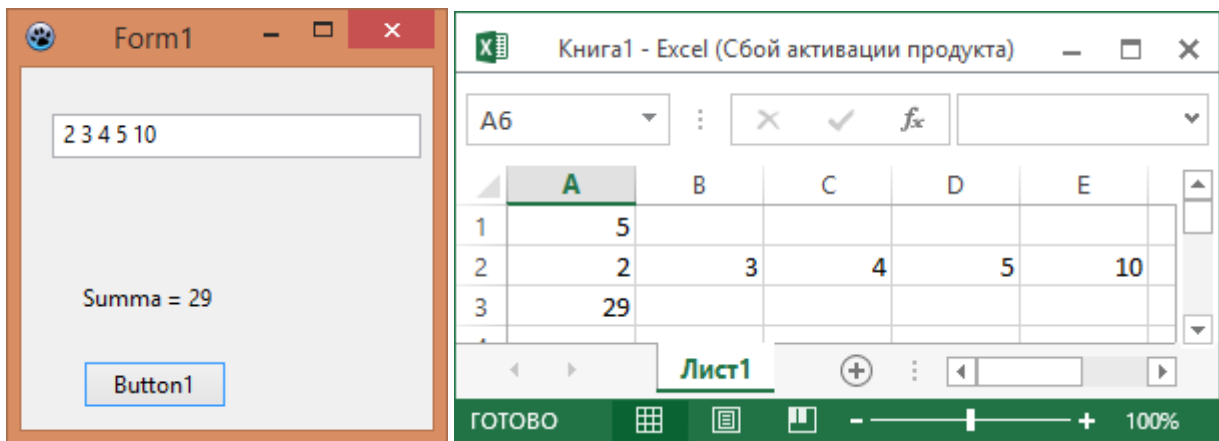 Form1
2 3 4 5 10
Summa = 29
Button1
Книга1 - Excel (Сбой активации продукта)
A6
fx
A B C D E
1 5
2 2 3 4 5 10
3 29
Лист1
ГОТОВО 100%